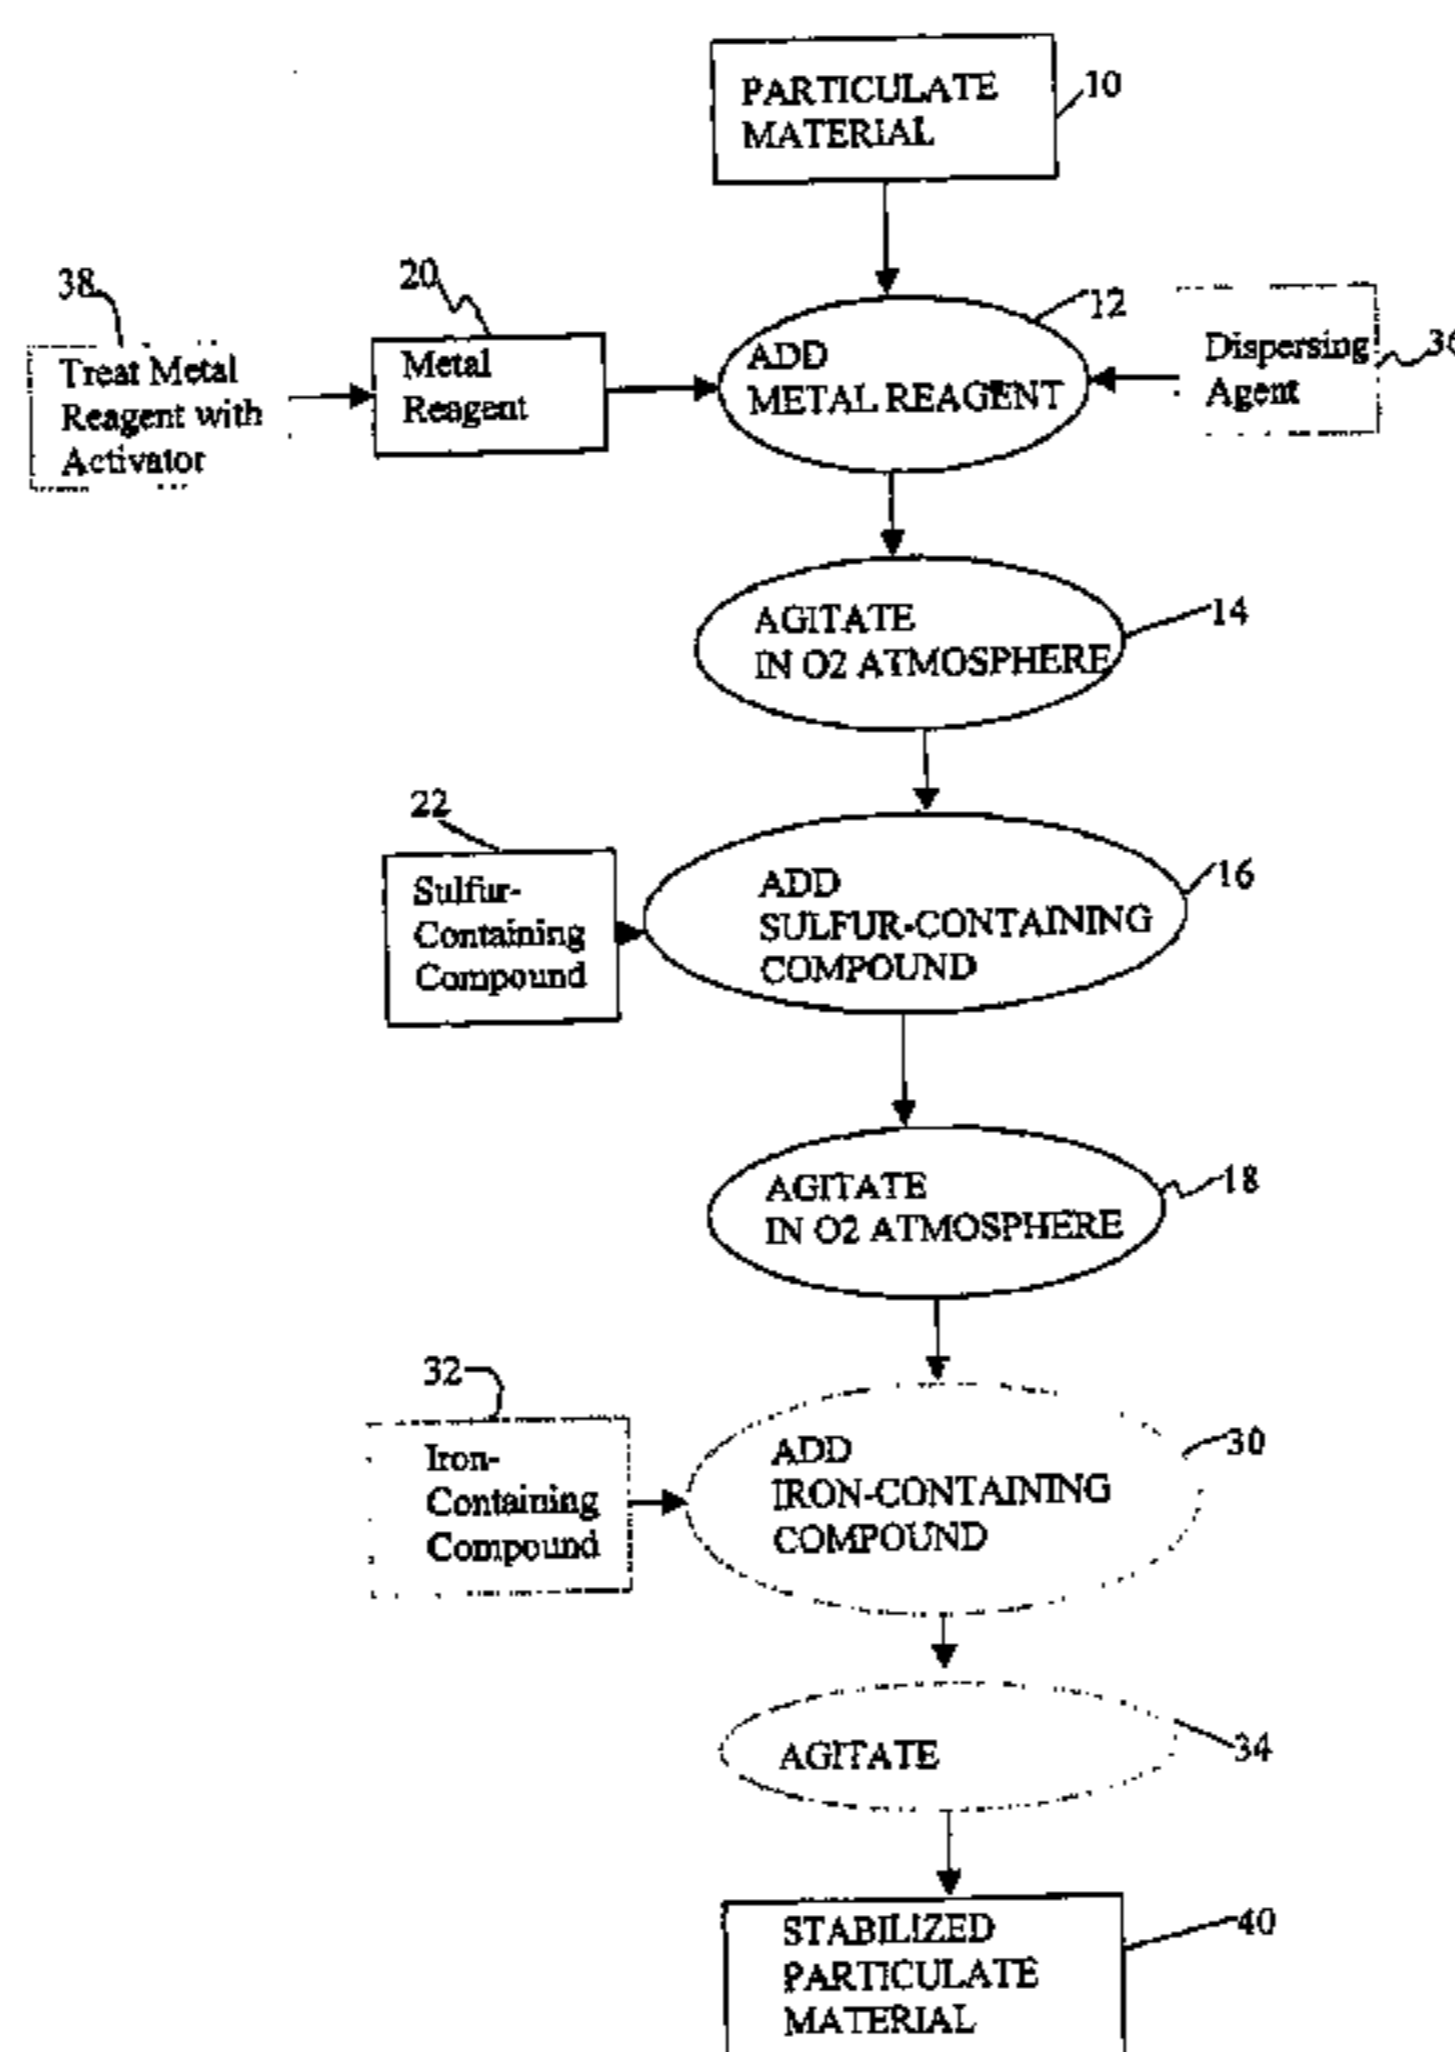 PARTICULATE
MATERIAL
10
38
20
12
Treat Metal
Reagent with
Activator
Metal
Reagent
ADD
METAL REAGENT
Dispersing
Agent
36
AGITATE
IN O2 ATMOSPHERE
14
22
Sulfur-
Containing
Compound
ADD
SULFUR-CONTAINING
COMPOUND
16
AGITATE
IN O2 ATMOSPHERE
18
32
Iron-
Containing
Compound
ADD
IRON-CONTAINING
COMPOUND
30
AGITATE
34
STABILIZED
PARTICULATE
MATERIAL
40